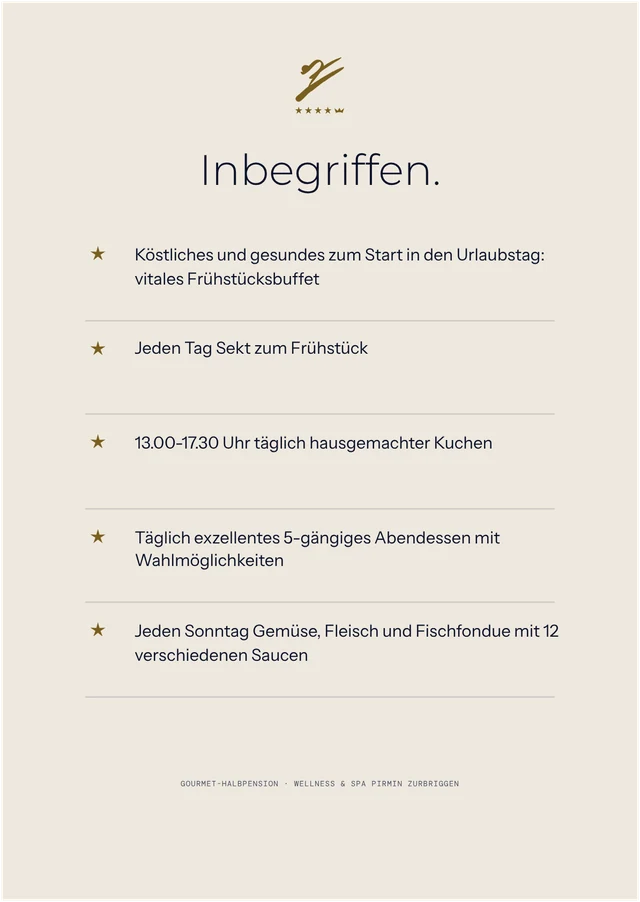 Inbegriffen.
Köstliches und gesundes zum Start in den Urlaubstag:
vitales Frühstücksbuffet
Jeden Tag Sekt zum Frühstück
13.00-17.30 Uhr täglich hausgemachter Kuchen
Täglich exzellentes 5-gängiges Abendessen mit
Wahlmöglichkeiten
Jeden Sonntag Gemüse, Fleisch und Fischfondue mit 12
verschiedenen Saucen
GOURMET-HALBPENSION · WELLNESS & SPA PIRMIN ZURBRIGGEN